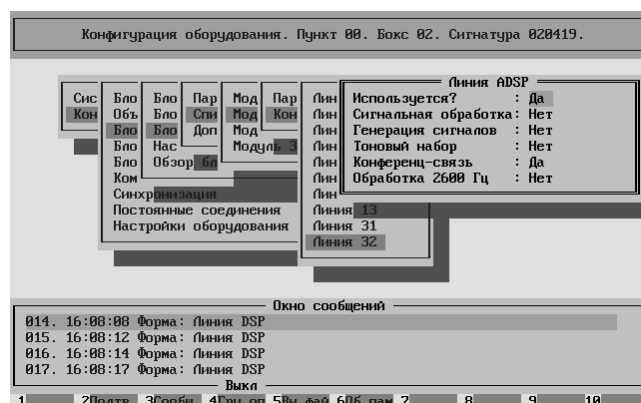 Конфигурация оборудования. Пункт 00. Бокс 02. Сигнатура 020419.
Линия ADSP
Сис Бло Бло Пар Мод Пар Лин Используется? : Да
Кон Объ Бло Спи Мод Кон Лин Сигнальная обработка: Нет
Бло Бло Доп Мод Лин Генерация сигналов : Нет
Бло Нас Модуль 3 Лин Тоновый набор : Нет
Бло Обзор бл Лин Конференц-связь : Да
Ком Лин Обработка 2600 Гц : Нет
Синхронизация Лин
Постоянные соединения Линия 13
Настройки оборудования Линия 31
Линия 32
Окно сообщений
014. 16:08:08 Форма: Линия DSP
015. 16:08:12 Форма: Линия DSP
016. 16:08:14 Форма: Линия DSP
017. 16:08:17 Форма: Линия DSP
Выкл
1 2Подтв 3Сообщ 4Грп оп 5Вы фай 6Об пам 7 8 9 10